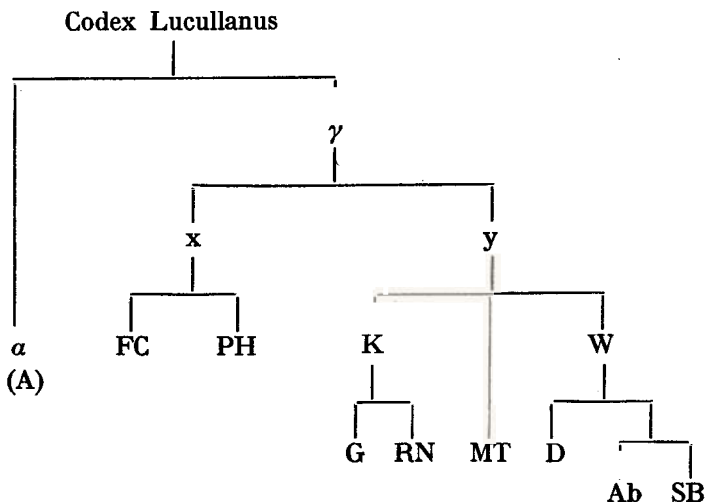 Codex Lucullanus
γ
x y
α FC PH K W
(A)
G RN MT D
Ab SB